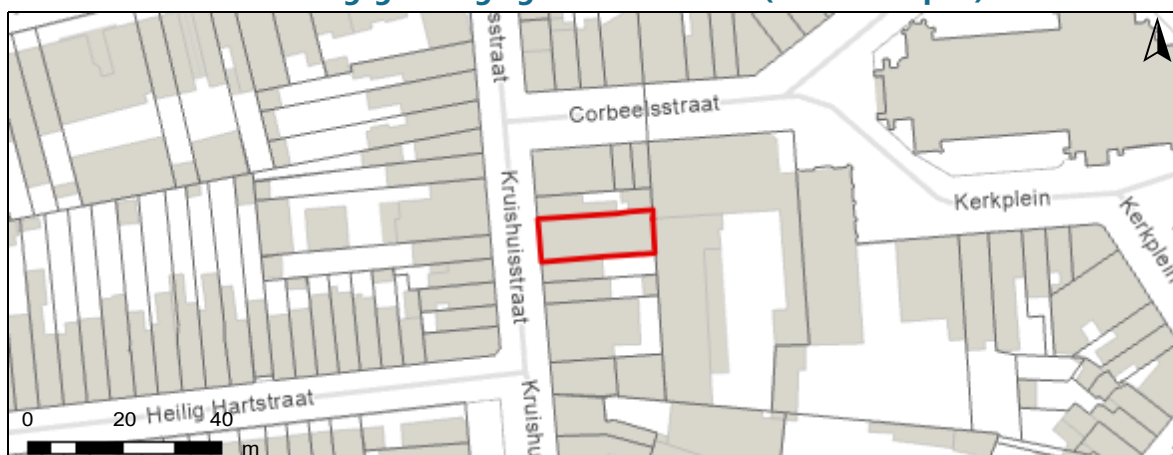 sstraat
Corbeelsstraat
Kruishuisstraat
Kerkplein
Kerkplein
Heilig Hartstraat
Kruishu
0 20 40
m